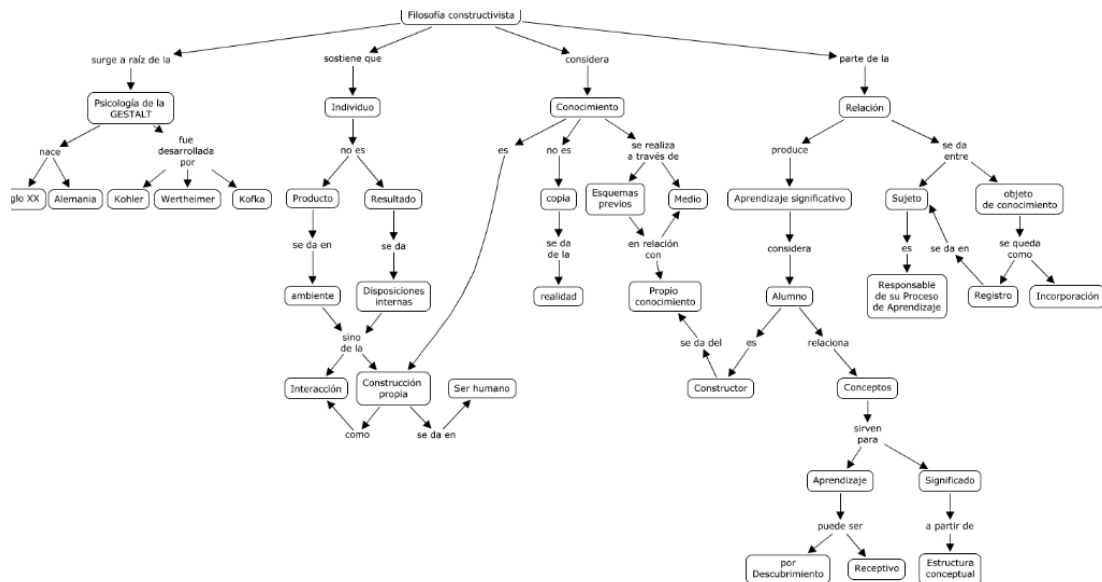 Filosofía constructivista
surge a raíz de la
sostiene que
considera
parte de la
Psicología de la
GESTALT
Individuo
Conocimiento
Relación
nace
fue
desarrollada
por
no es
es
no es
se realiza
a través de
produce
se da
entre
glo XX
Alemania
Kohler
Wertheimer
Kofka
Producto
Resultado
copia
Esquemas
previos
Medio
Aprendizaje significativo
Sujeto
objeto
de conocimiento
se da en
se da
se da
de la
en relación
con
considera
es
se da en
se queda
como
ambiente
Disposiciones
internas
realidad
Propio
conocimiento
Alumno
Responsable
de su Proceso
de Aprendizaje
Registro
Incorporación
sino
de la
se da del
es
relaciona
Interacción
Construcción
propia
Ser humano
Constructor
Conceptos
como
se da en
sirven
para
Aprendizaje
Significado
puede ser
a partir de
por
Descubrimiento
Receptivo
Estructura
conceptual